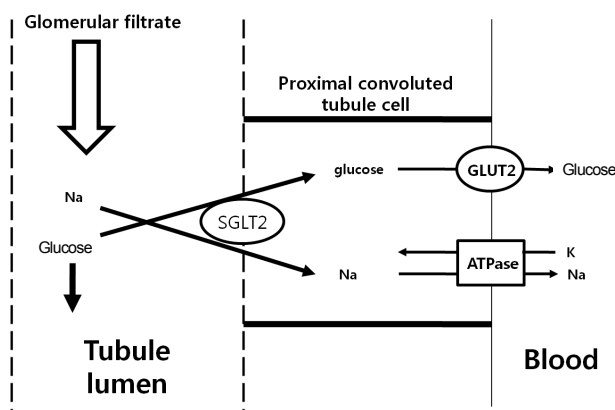 Glomerular filtrate
Proximal convoluted
tubule cell
glucose
GLUT2
Glucose
Na
SGLT2
Glucose
K
Na
ATPase
Na
Tubule
lumen
Blood